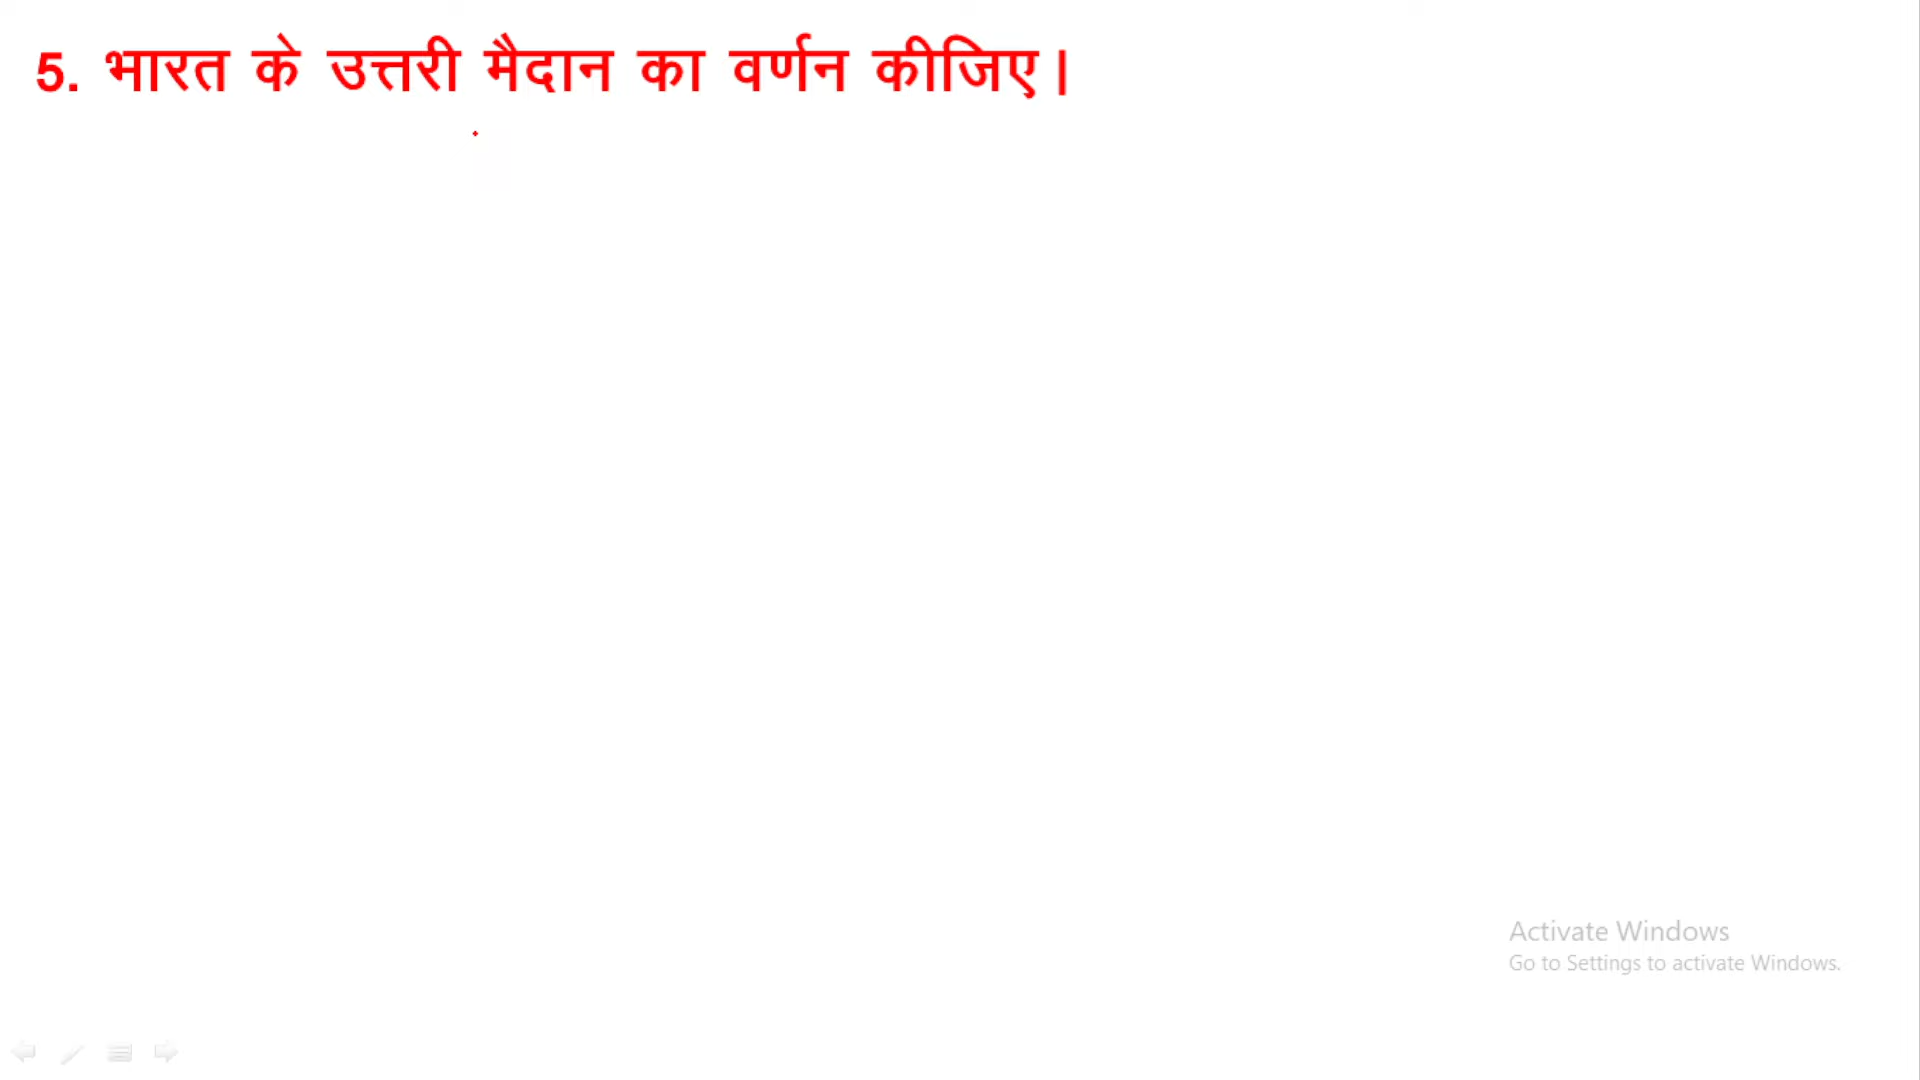 5. भारत के उत्तरी मैदान का वर्णन कीजिए।
Activate Windows
Go to Settings to activate Windows.